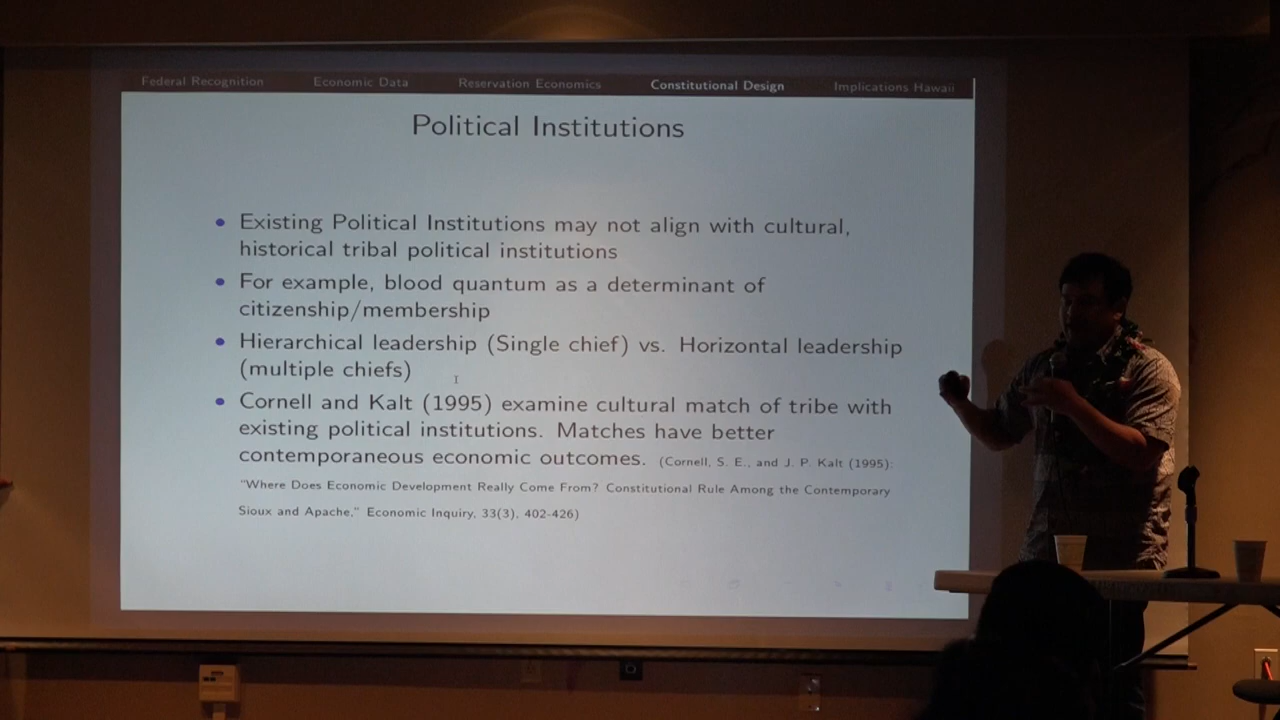 Federal Recognition Economic Data Reservation Economics Constitutional Design Implications Hawaii
Political Institutions
Existing Political Institutions may not align with cultural,
historical tribal political institutions
For example, blood quantum as a determinant of
citizenship/membership
Hierarchical leadership (Single chief) vs. Horizontal leadership
(multiple chiefs)
Cornell and Kalt (1995) examine cultural match of tribe with
existing political institutions. Matches have better
contemporaneous economic outcomes. (Cornell, S. E., and J. P. Kalt (1995):
"Where Does Economic Development Really Come From? Constitutional Rule Among the Contemporary
Sioux and Apache," Economic Inquiry, 33(3), 402-426)